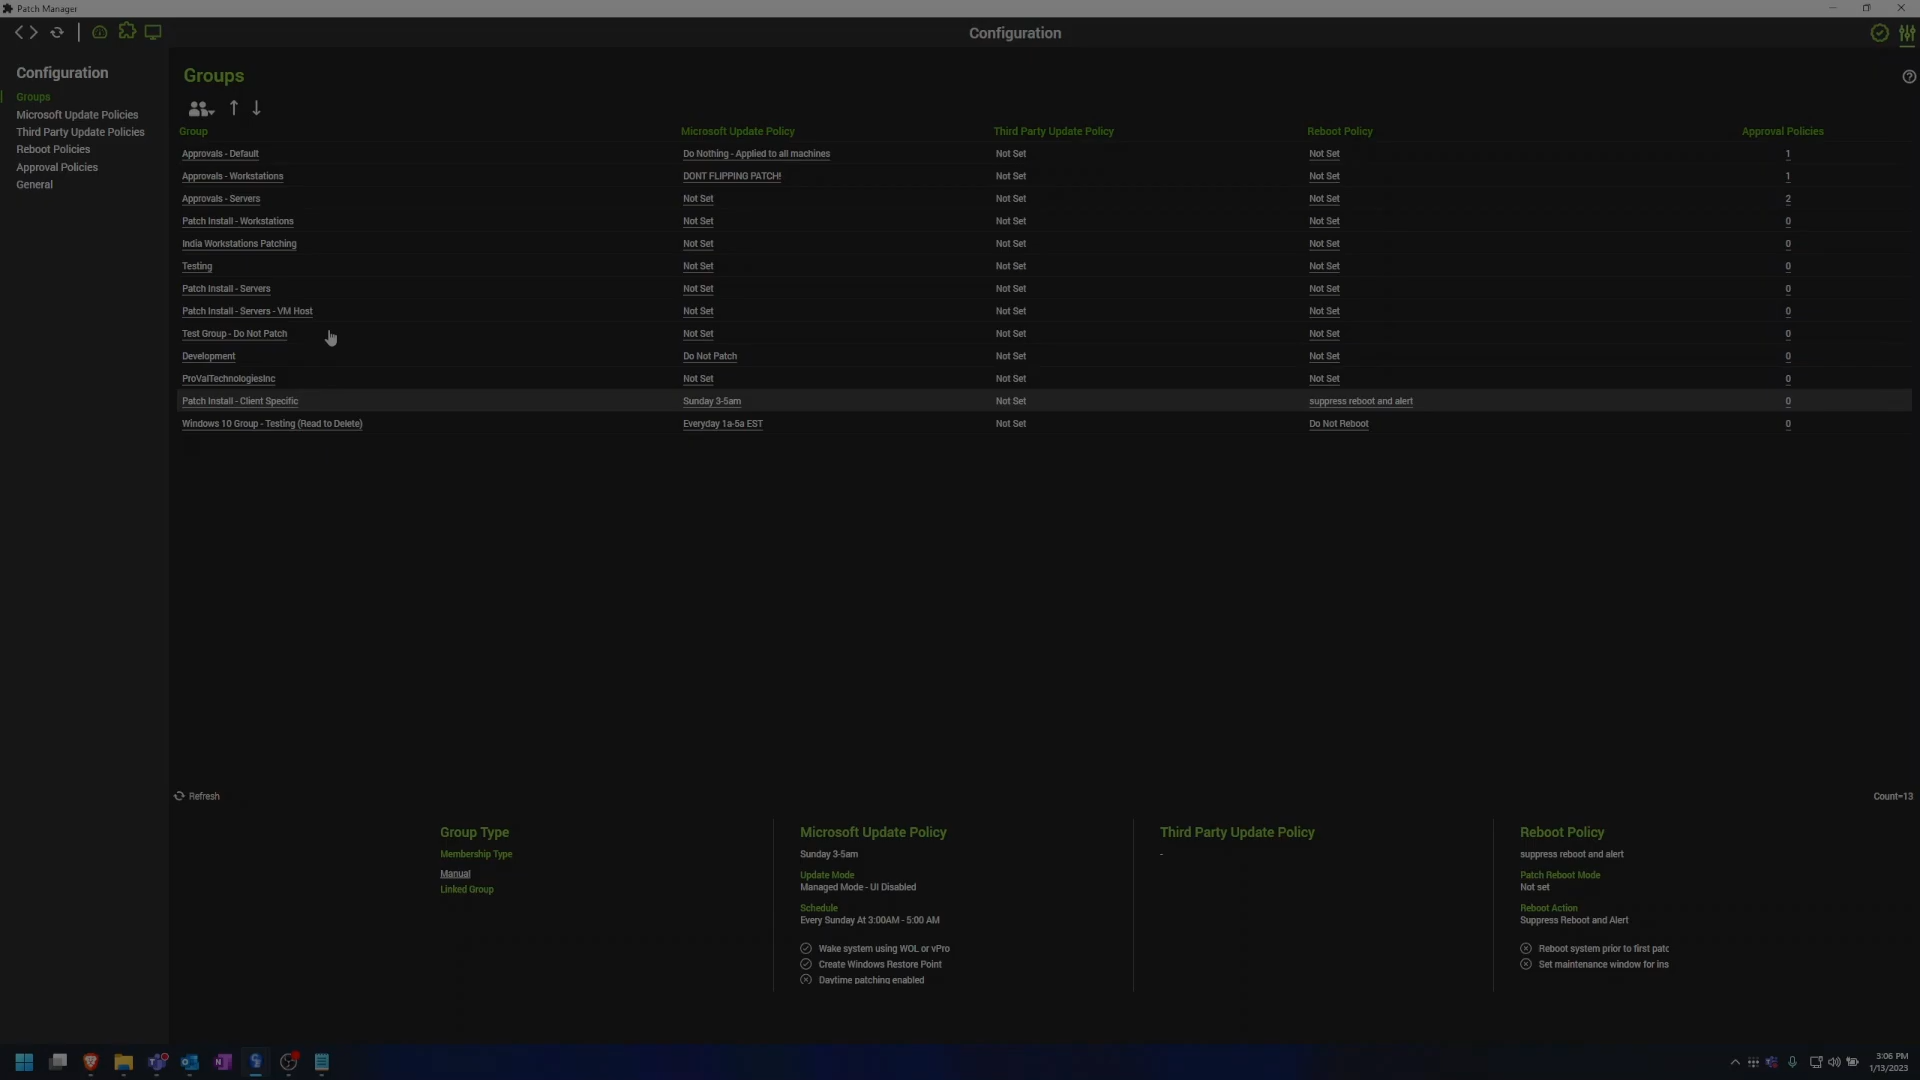 Patch Manager
Configuration
Configuration
Groups
Microsoft Update Policies
Third Party Update Policies
Reboot Policies
Approval Policies
General
Groups
Group Microsoft Update Policy Third Party Update Policy Reboot Policy Approval Policies
Approvals - Default Do Nothing - Applied to all machines Not Set Not Set 1
Approvals - Workstations DONT FLIPPING PATCH! Not Set Not Set 1
Approvals - Servers Not Set Not Set Not Set 2
Patch Install - Workstations Not Set Not Set Not Set 0
India Workstations Patching Not Set Not Set Not Set 0
Testing Not Set Not Set Not Set 0
Patch Install - Servers Not Set Not Set Not Set 0
Patch Install - Servers - VM Host Not Set Not Set Not Set 0
Test Group - Do Not Patch Not Set Not Set Not Set 0
Development Do Not Patch Not Set Not Set 0
ProValTechnologiesInc Not Set Not Set Not Set 0
Patch Install - Client Specific Sunday 3-5am Not Set suppress reboot and alert 0
Windows 10 Group - Testing (Read to Delete) Everyday 1a-5a EST Not Set Do Not Reboot 0
Refresh Count=13
Group Type
Membership Type
Manual
Linked Group
Microsoft Update Policy
Sunday 3-5am
Update Mode
Managed Mode - UI Disabled
Schedule
Every Sunday At 3:00AM - 5:00 AM
Wake system using WOL or vPro
Create Windows Restore Point
Daytime patching enabled
Third Party Update Policy
-
Reboot Policy
suppress reboot and alert
Patch Reboot Mode
Not set
Reboot Action
Suppress Reboot and Alert
Reboot system prior to first patc
Set maintenance window for ins
3:06 PM
1/13/2023